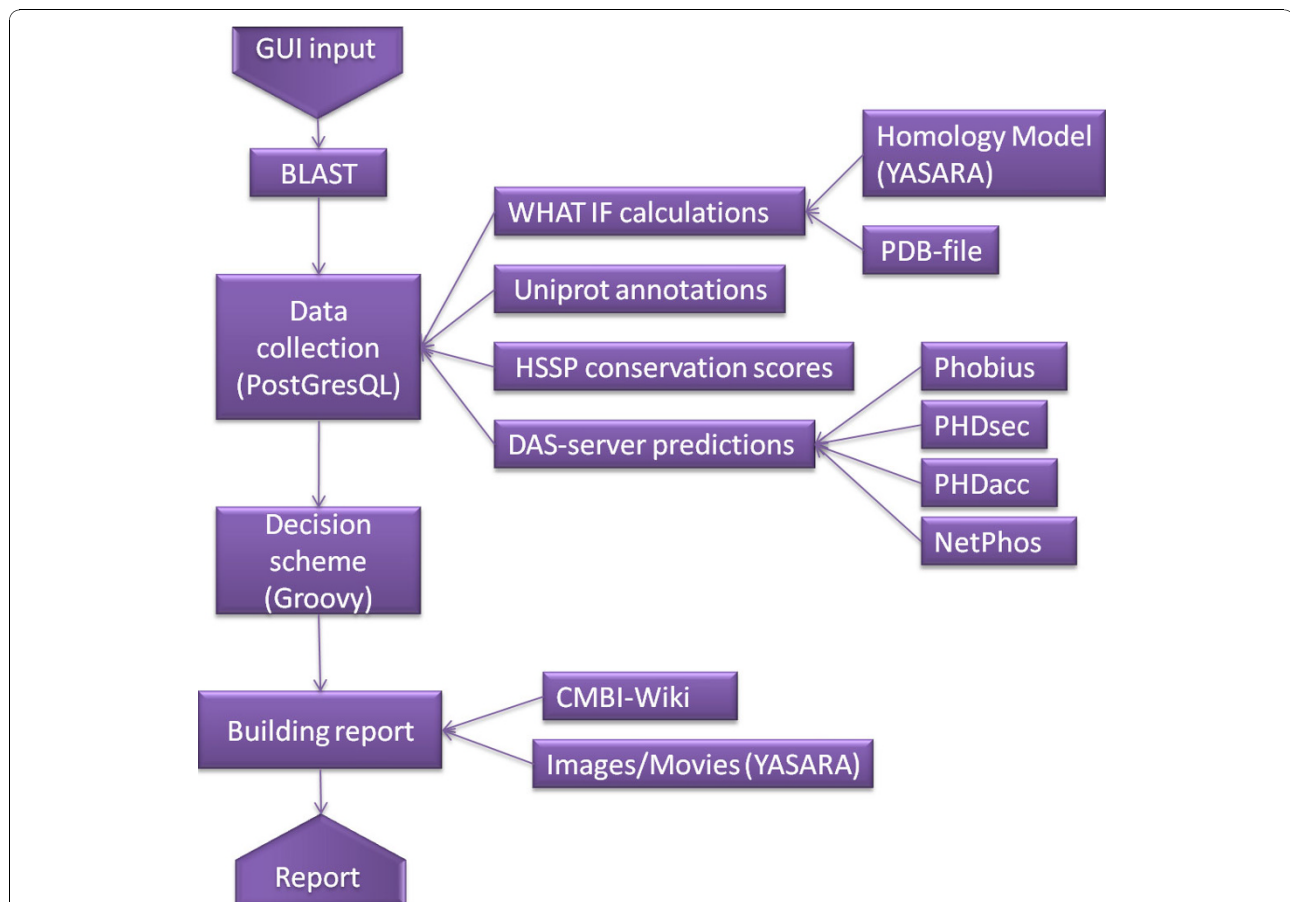 GUI input
BLAST
Data
collection
(PostGresQL)
WHAT IF calculations
Homology Model
(YASARA)
PDB-file
Uniprot annotations
HSSP conservation scores
DAS-server predictions
Phobius
PHDsec
PHDacc
NetPhos
Decision
scheme
(Groovy)
Building report
CMBI-Wiki
Images/Movies (YASARA)
Report